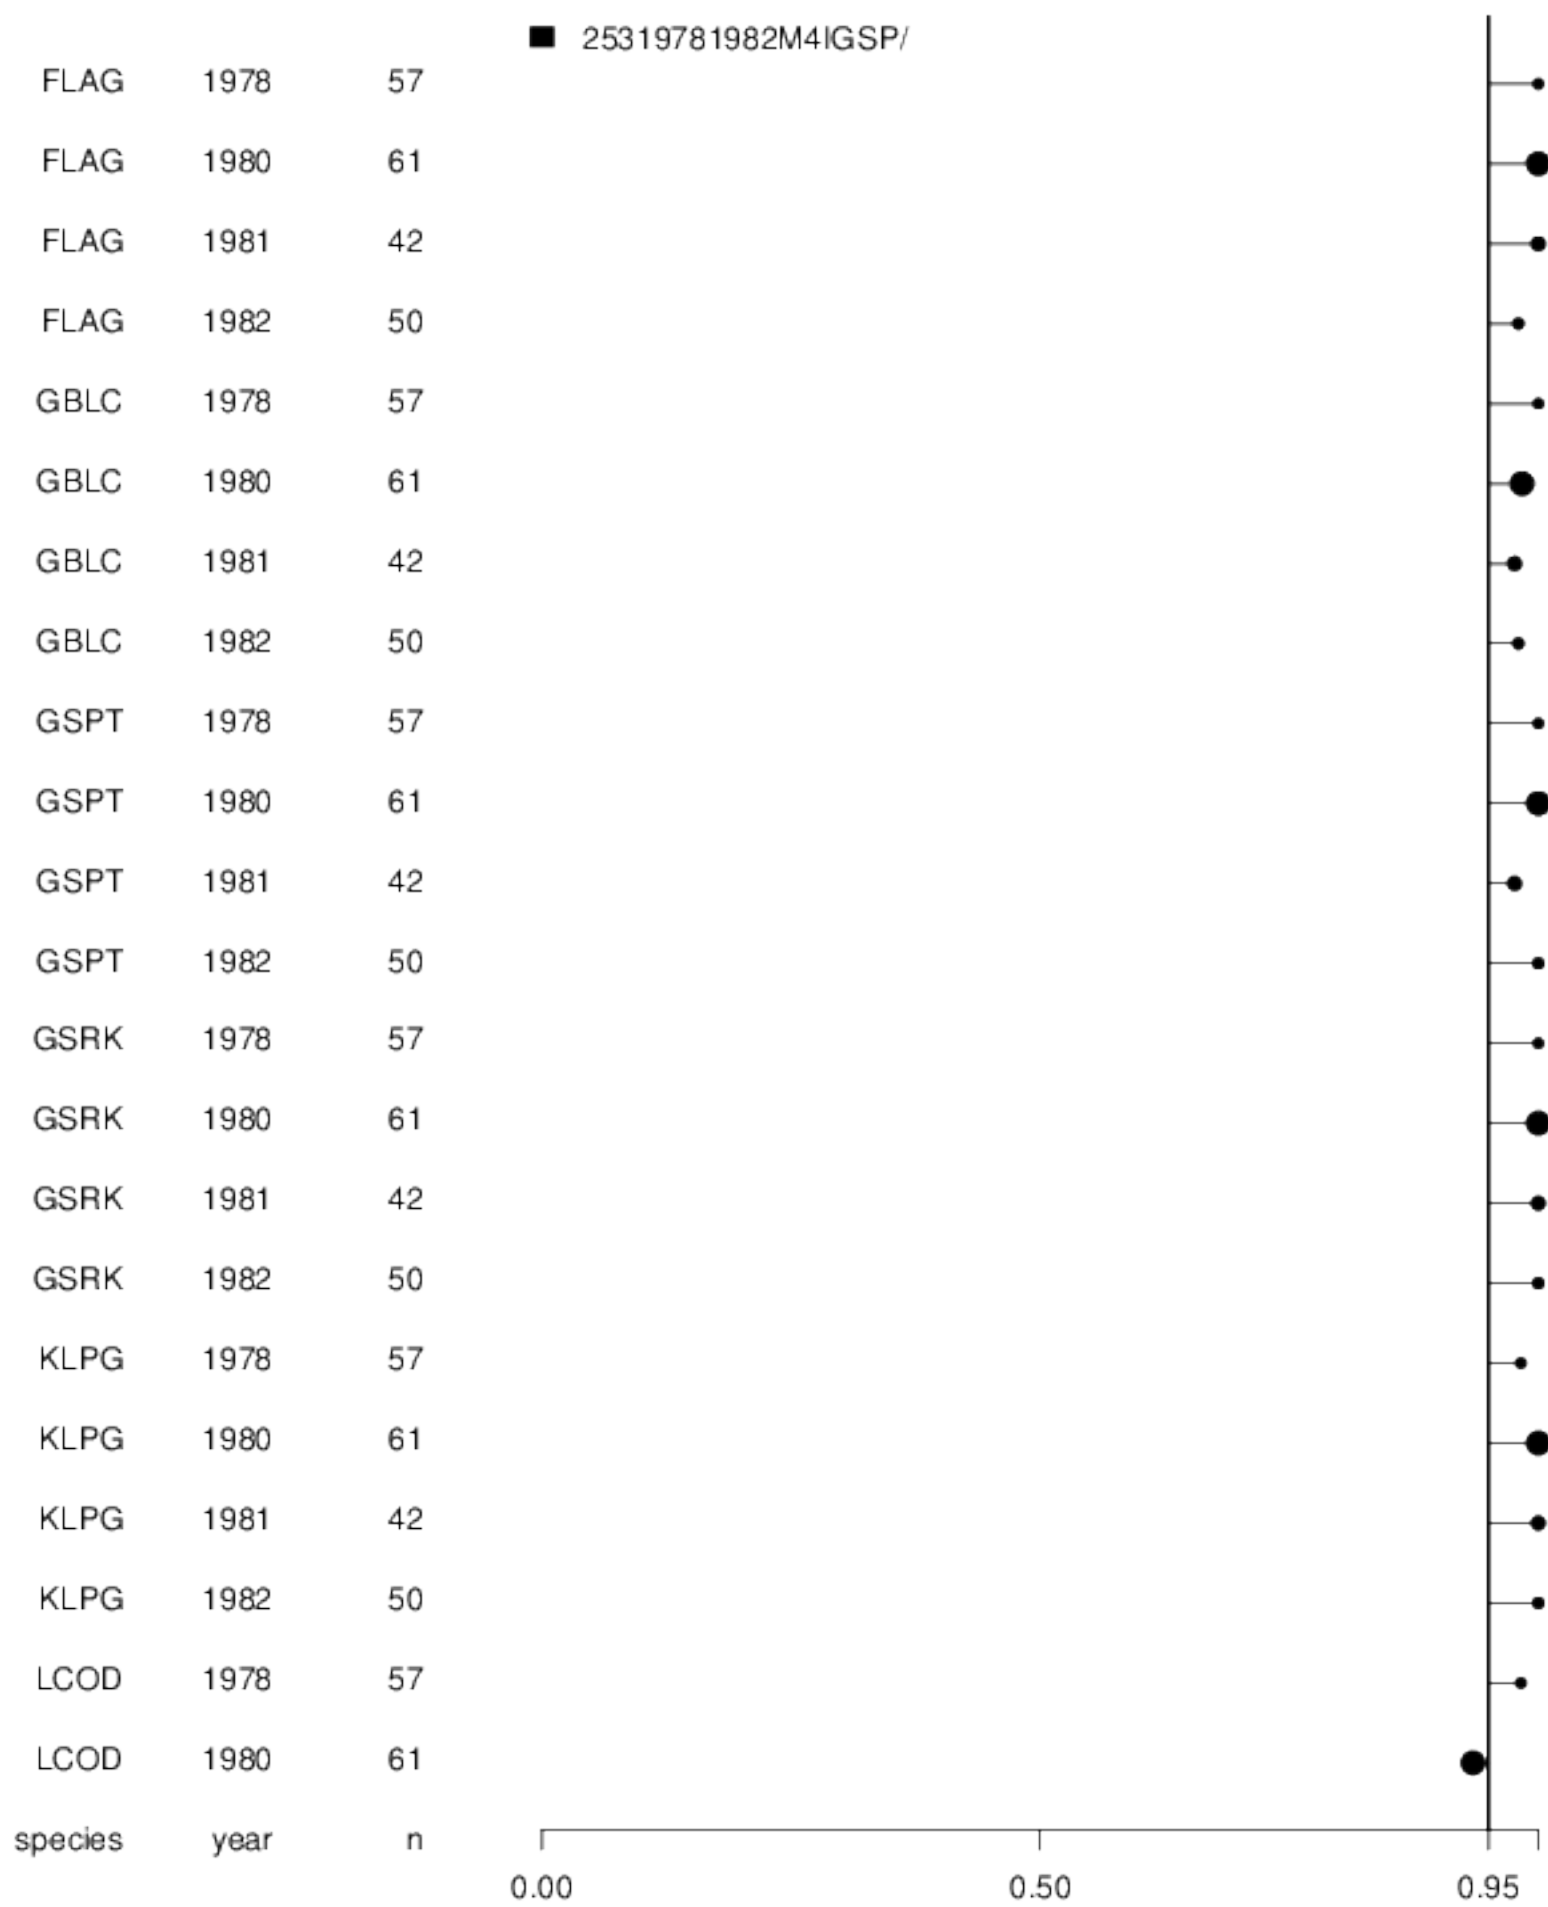 25319781982M4IGSP/
FLAG 1978 57
FLAG 1980 61
FLAG 1981 42
FLAG 1982 50
GBLC 1978 57
GBLC 1980 61
GBLC 1981 42
GBLC 1982 50
GSPT 1978 57
GSPT 1980 61
GSPT 1981 42
GSPT 1982 50
GSRK 1978 57
GSRK 1980 61
GSRK 1981 42
GSRK 1982 50
KLPG 1978 57
KLPG 1980 61
KLPG 1981 42
KLPG 1982 50
LCOD 1978 57
LCOD 1980 61
species year n
0.00 0.50 0.95